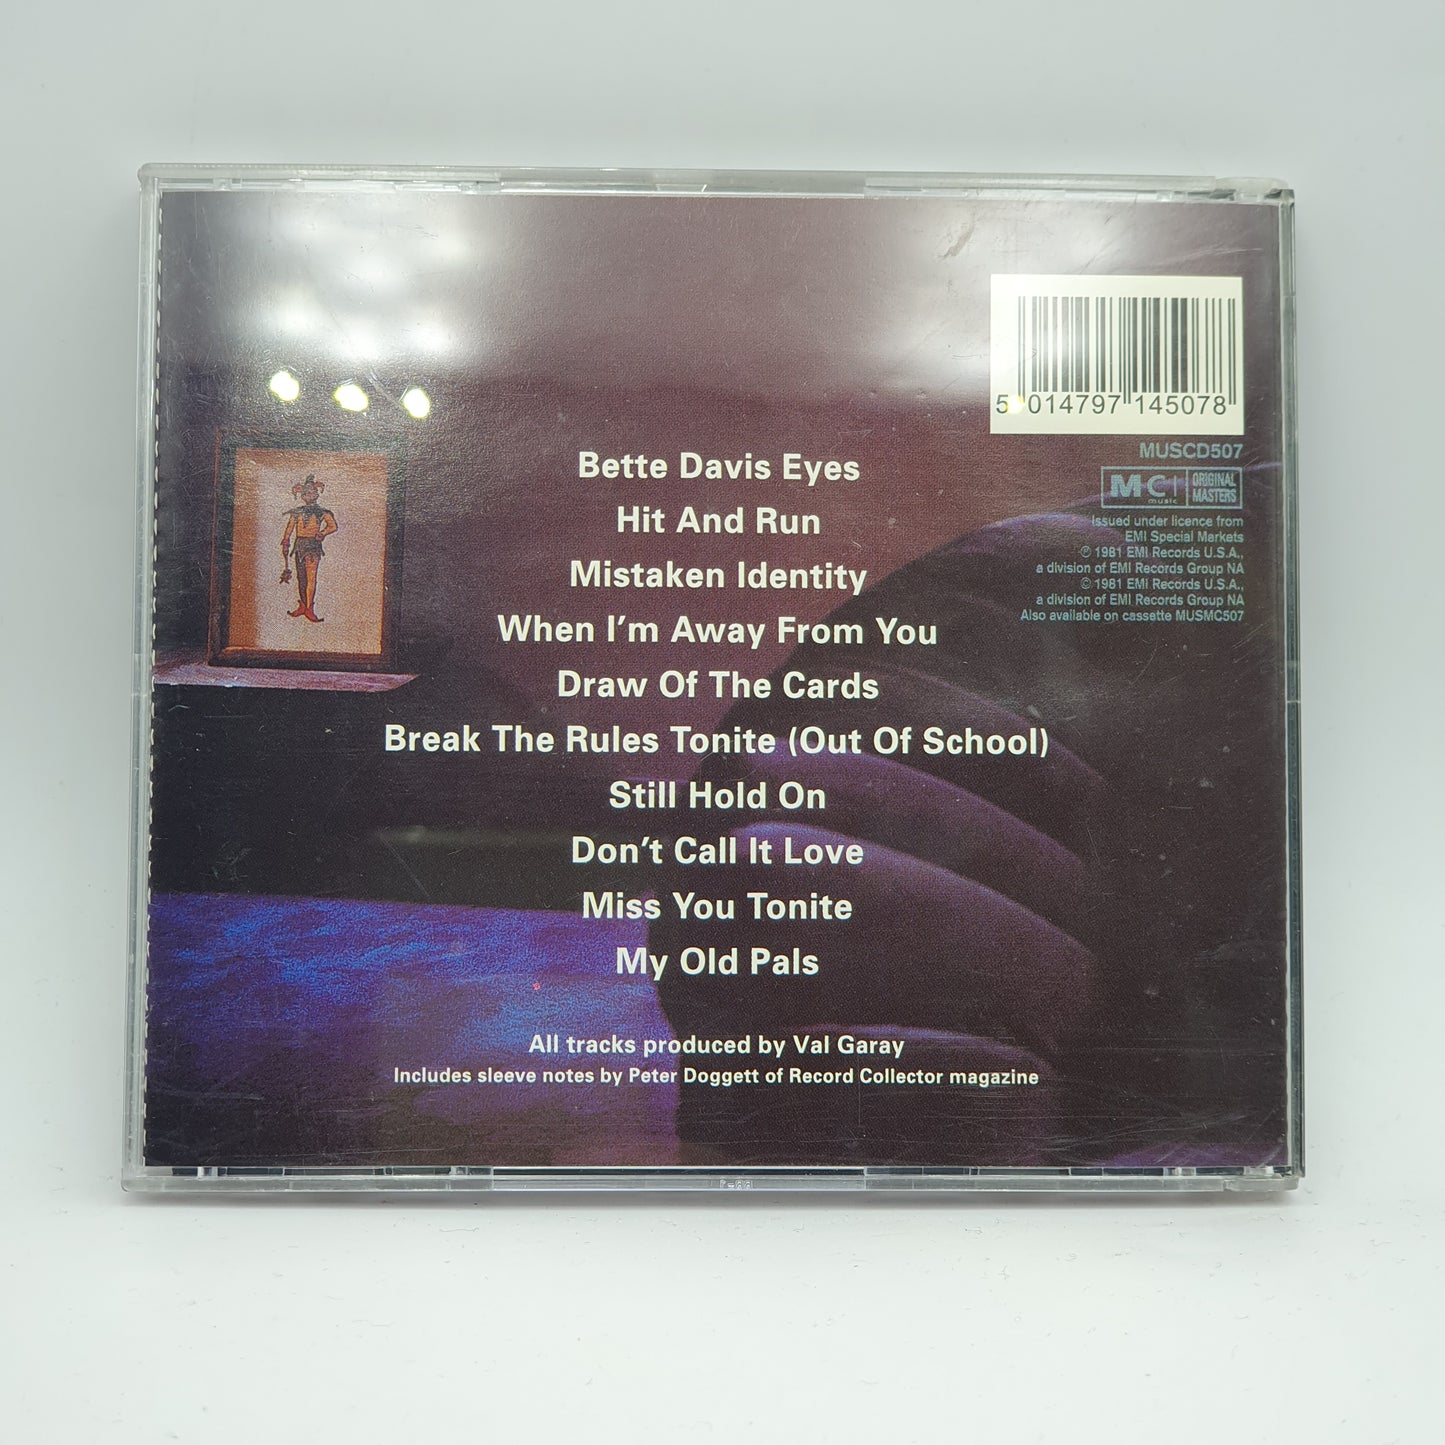 5 014797 145078
MUSCD507
MCI music ORIGINAL MASTERS
Issued under licence from
EMI Special Markets
℗ 1981 EMI Records U.S.A.,
a division of EMI Records Group NA
© 1981 EMI Records U.S.A.,
a division of EMI Records Group NA
Also available on cassette MUSMC507
Bette Davis Eyes
Hit And Run
Mistaken Identity
When I'm Away From You
Draw Of The Cards
Break The Rules Tonite (Out Of School)
Still Hold On
Don't Call It Love
Miss You Tonite
My Old Pals
All tracks produced by Val Garay
Includes sleeve notes by Peter Doggett of Record Collector magazine